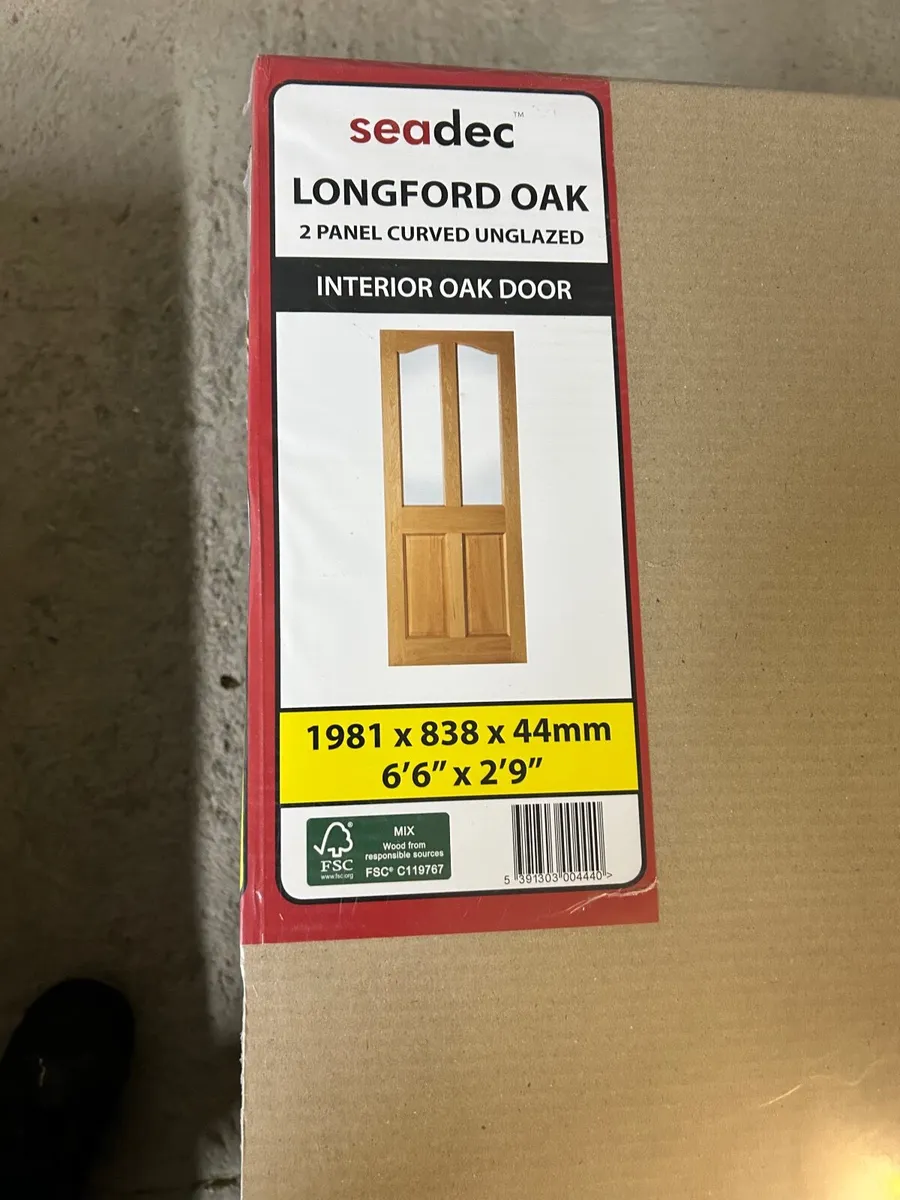 seadec™
LONGFORD OAK
2 PANEL CURVED UNGLAZED
INTERIOR OAK DOOR
1981 x 838 x 44mm
6'6" x 2'9"
FSC®
www.fsc.org
MIX
Wood from
responsible sources
FSC® C119767
5 391303 004440 >